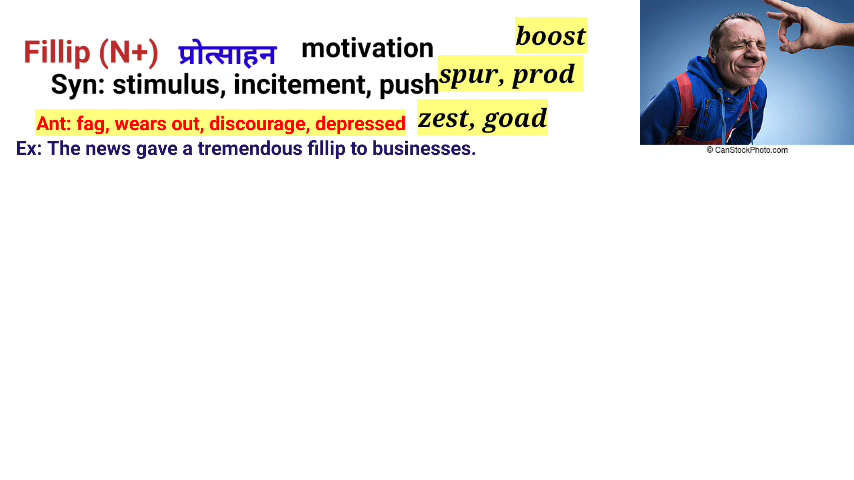 Fillip (N+) प्रोत्साहन motivation boost
Syn: stimulus, incitement, push spur, prod
Ant: fag, wears out, discourage, depressed zest, goad
Ex: The news gave a tremendous fillip to businesses.
© CanStockPhoto.com